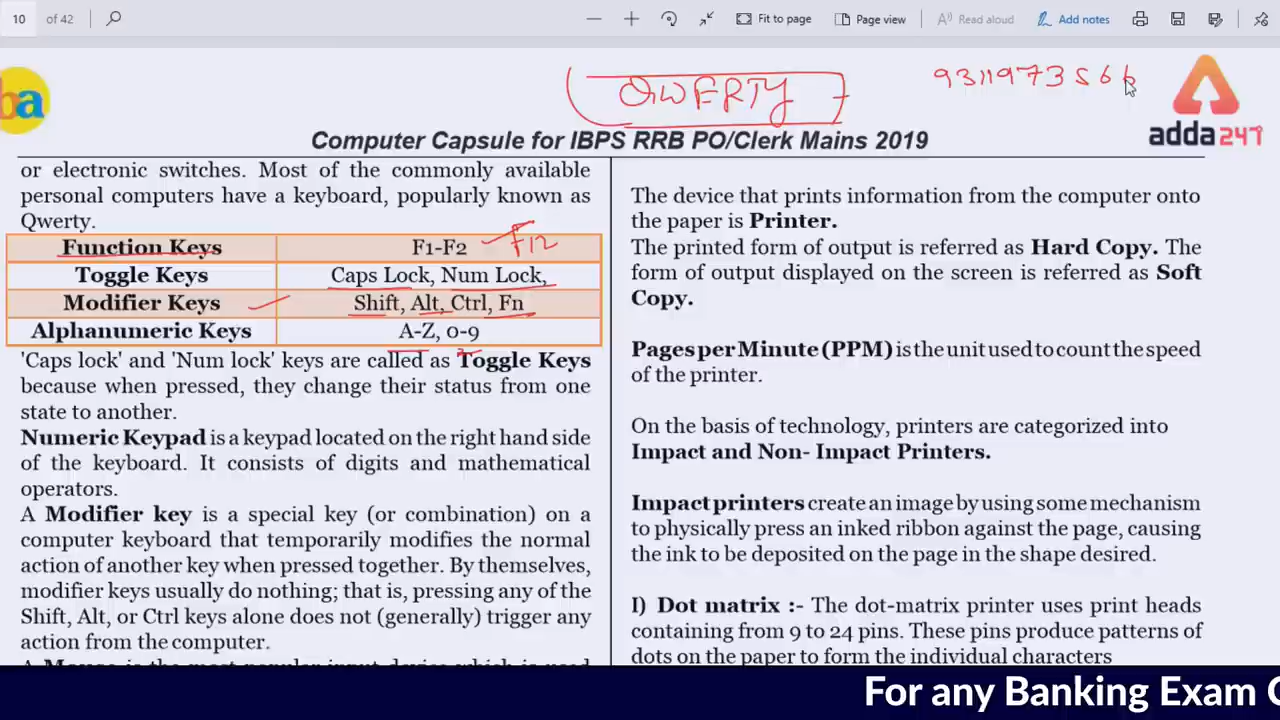 10 of 42
Fit to page
Page view
Read aloud
Add notes
QWERTY
9311973566
ba
adda247
Computer Capsule for IBPS RRB PO/Clerk Mains 2019
or electronic switches. Most of the commonly available
personal computers have a keyboard, popularly known as
Qwerty.
Function Keys F1-F2 F12
Toggle Keys Caps Lock, Num Lock,
Modifier Keys Shift, Alt, Ctrl, Fn
Alphanumeric Keys A-Z, 0-9
'Caps lock' and 'Num lock' keys are called as Toggle Keys
because when pressed, they change their status from one
state to another.
Numeric Keypad is a keypad located on the right hand side
of the keyboard. It consists of digits and mathematical
operators.
A Modifier key is a special key (or combination) on a
computer keyboard that temporarily modifies the normal
action of another key when pressed together. By themselves,
modifier keys usually do nothing; that is, pressing any of the
Shift, Alt, or Ctrl keys alone does not (generally) trigger any
action from the computer.
A Mouse is the most popular input device which is used
The device that prints information from the computer onto
the paper is Printer.
The printed form of output is referred as Hard Copy. The
form of output displayed on the screen is referred as Soft
Copy.
Pages per Minute (PPM) is the unit used to count the speed
of the printer.
On the basis of technology, printers are categorized into
Impact and Non- Impact Printers.
Impact printers create an image by using some mechanism
to physically press an inked ribbon against the page, causing
the ink to be deposited on the page in the shape desired.
I) Dot matrix :- The dot-matrix printer uses print heads
containing from 9 to 24 pins. These pins produce patterns of
dots on the paper to form the individual characters
For any Banking Exam